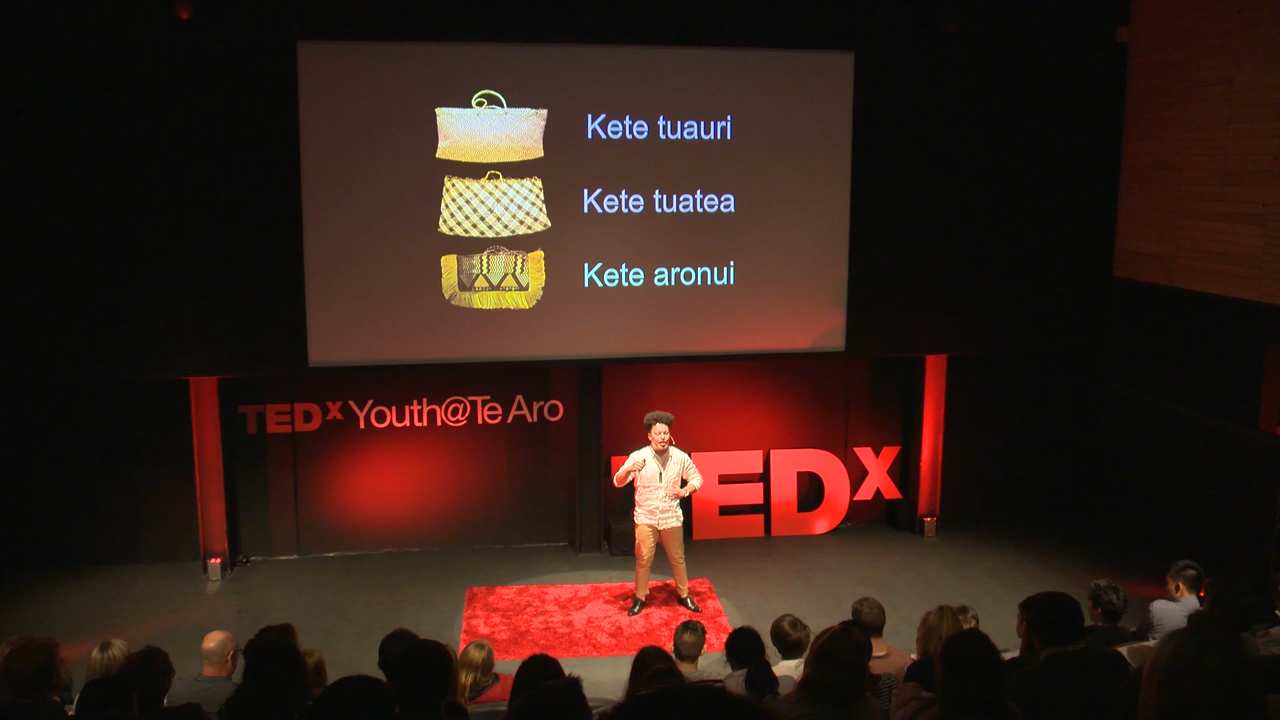 Kete tuauri
Kete tuatea
Kete aronui
TEDx Youth@Te Aro
TEDx